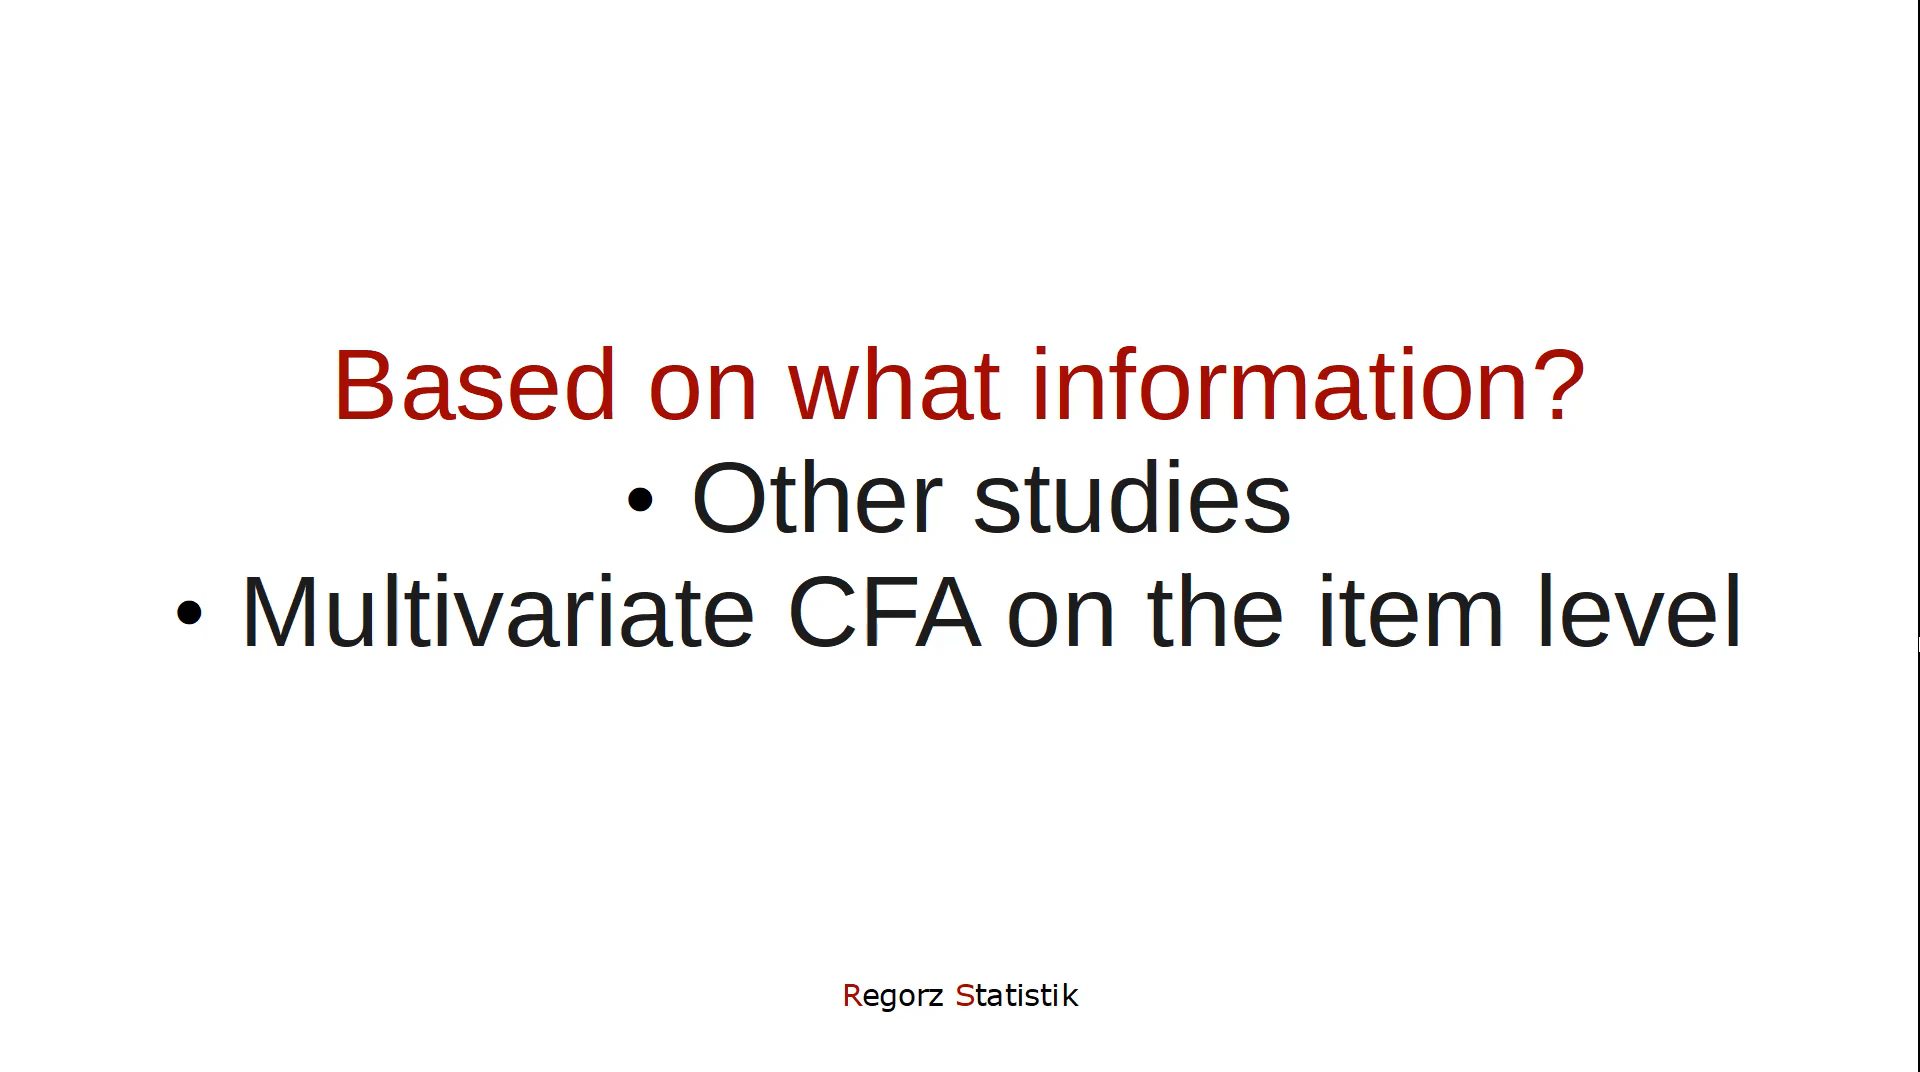 Based on what information?
• Other studies
• Multivariate CFA on the item level
Regorz Statistik